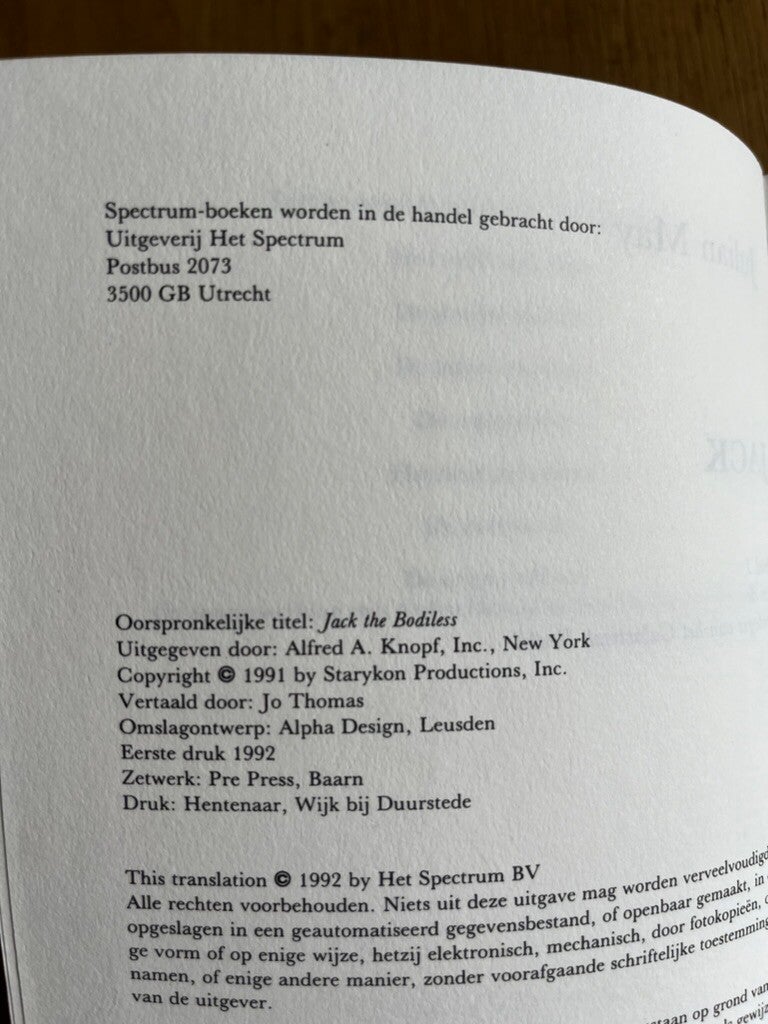 Spectrum-boeken worden in de handel gebracht door:
Uitgeverij Het Spectrum
Postbus 2073
3500 GB Utrecht
Oorspronkelijke titel: Jack the Bodiless
Uitgegeven door: Alfred A. Knopf, Inc., New York
Copyright © 1991 by Starykon Productions, Inc.
Vertaald door: Jo Thomas
Omslagontwerp: Alpha Design, Leusden
Eerste druk 1992
Zetwerk: Pre Press, Baarn
Druk: Hentenaar, Wijk bij Duurstede
This translation © 1992 by Het Spectrum BV
Alle rechten voorbehouden. Niets uit deze uitgave mag worden verveelvoudigd
opgeslagen in een geautomatiseerd gegevensbestand, of openbaar gemaakt, in
ge vorm of op enige wijze, hetzij elektronisch, mechanisch, door fotokopieën,
namen, of enige andere manier, zonder voorafgaande schriftelijke toestemming
van de uitgever.
op grond van